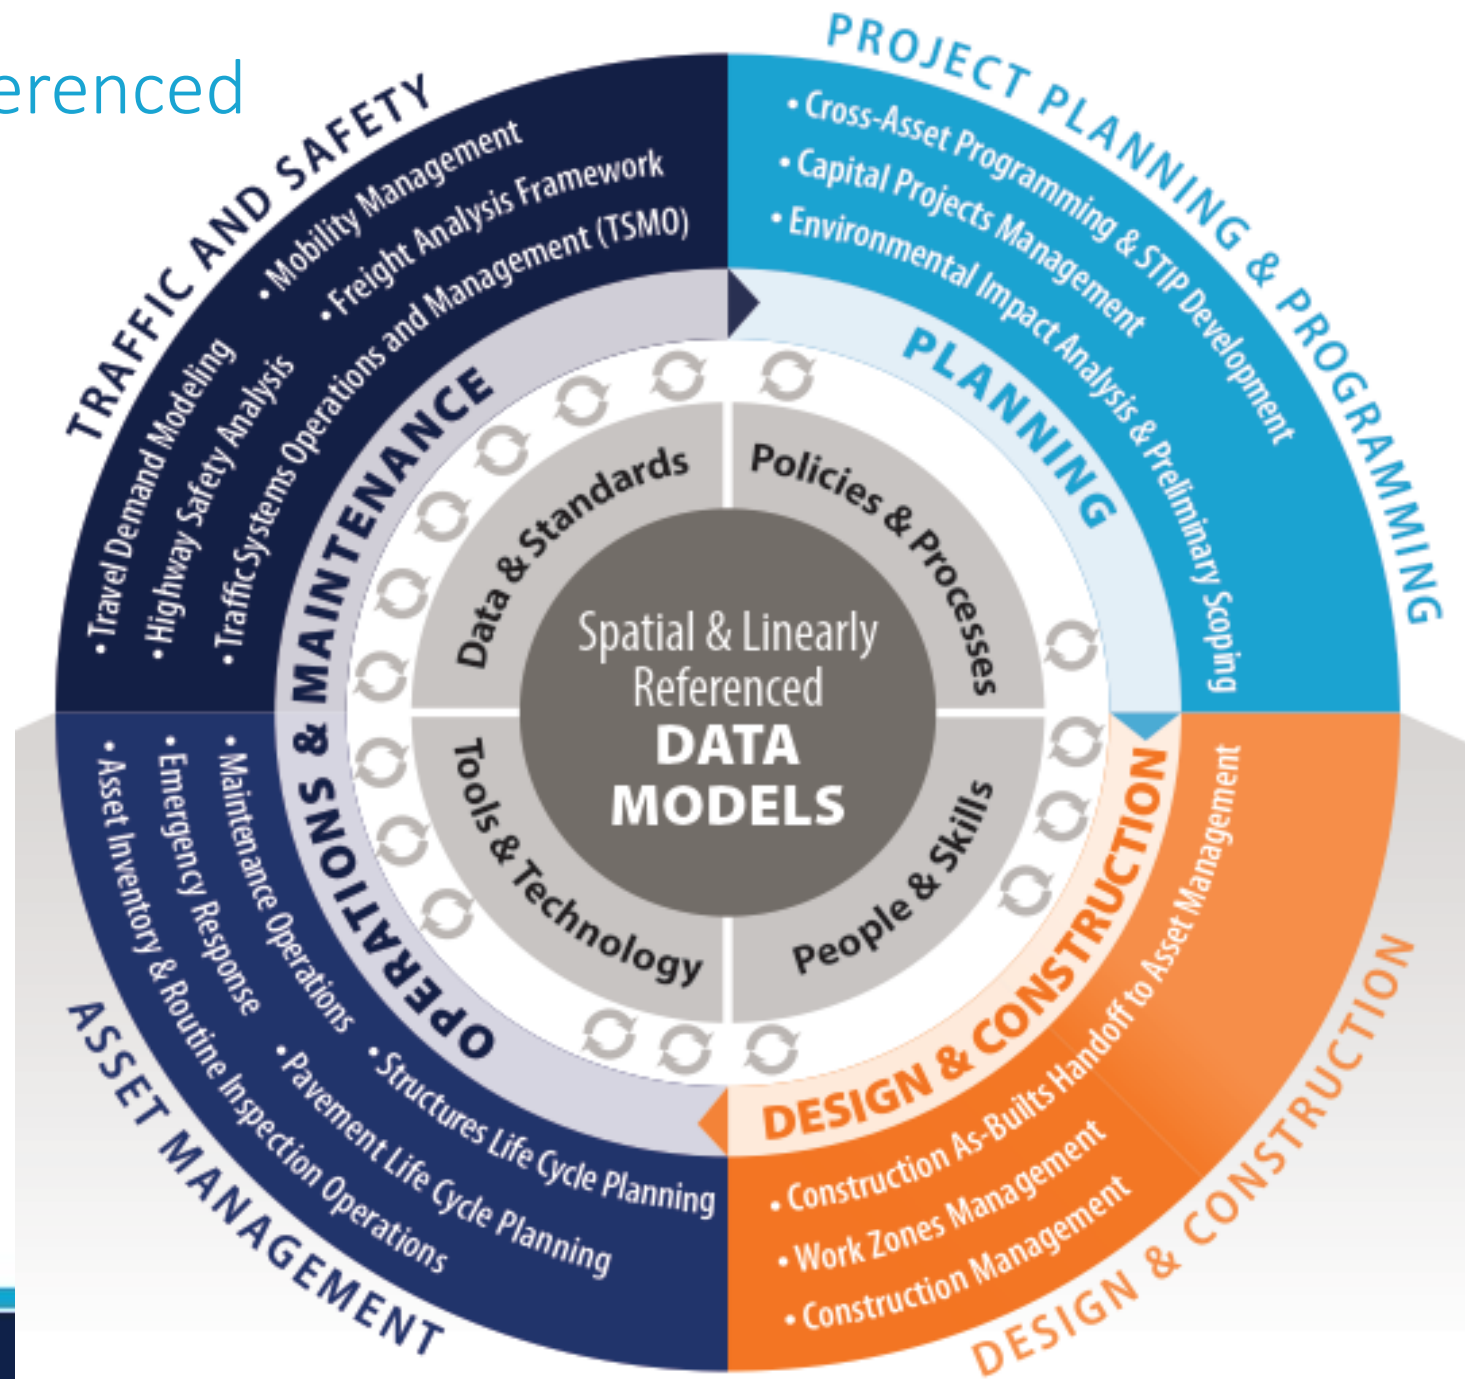 erenced
PROJECT PLANNING & PROGRAMMING
• Cross-Asset Programming & STIP Development
• Capital Projects Management
• Environmental Impact Analysis & Preliminary Scoping
PLANNING
TRAFFIC AND SAFETY
• Mobility Management
• Freight Analysis Framework
• Traffic Systems Operations and Management (TSMO)
• Travel Demand Modeling
• Highway Safety Analysis
OPERATIONS & MAINTENANCE
Data & Standards
Policies & Processes
Spatial & Linearly
Referenced
DATA
MODELS
Tools & Technology
People & Skills
DESIGN & CONSTRUCTION
• Construction As-Builts Handoff to Asset Management
• Work Zones Management
• Construction Management
DESIGN & CONSTRUCTION
• Maintenance Operations
• Emergency Response
• Asset Inventory & Routine Inspection Operations
• Structures Life Cycle Planning
• Pavement Life Cycle Planning
ASSET MANAGEMENT